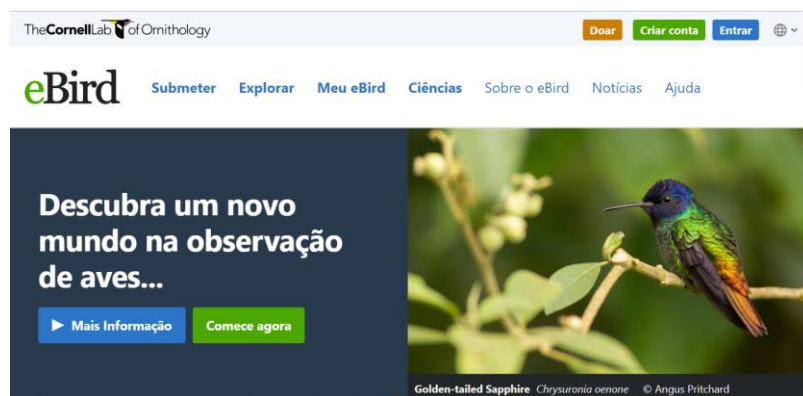 TheCornellLab of Ornithology
Doar Criar conta Entrar
eBird Submeter Explorar Meu eBird Ciências Sobre o eBird Notícias Ajuda
Descubra um novo
mundo na observação
de aves...
Mais Informação Comece agora
Golden-tailed Sapphire Chrysuronia oenone © Angus Pritchard